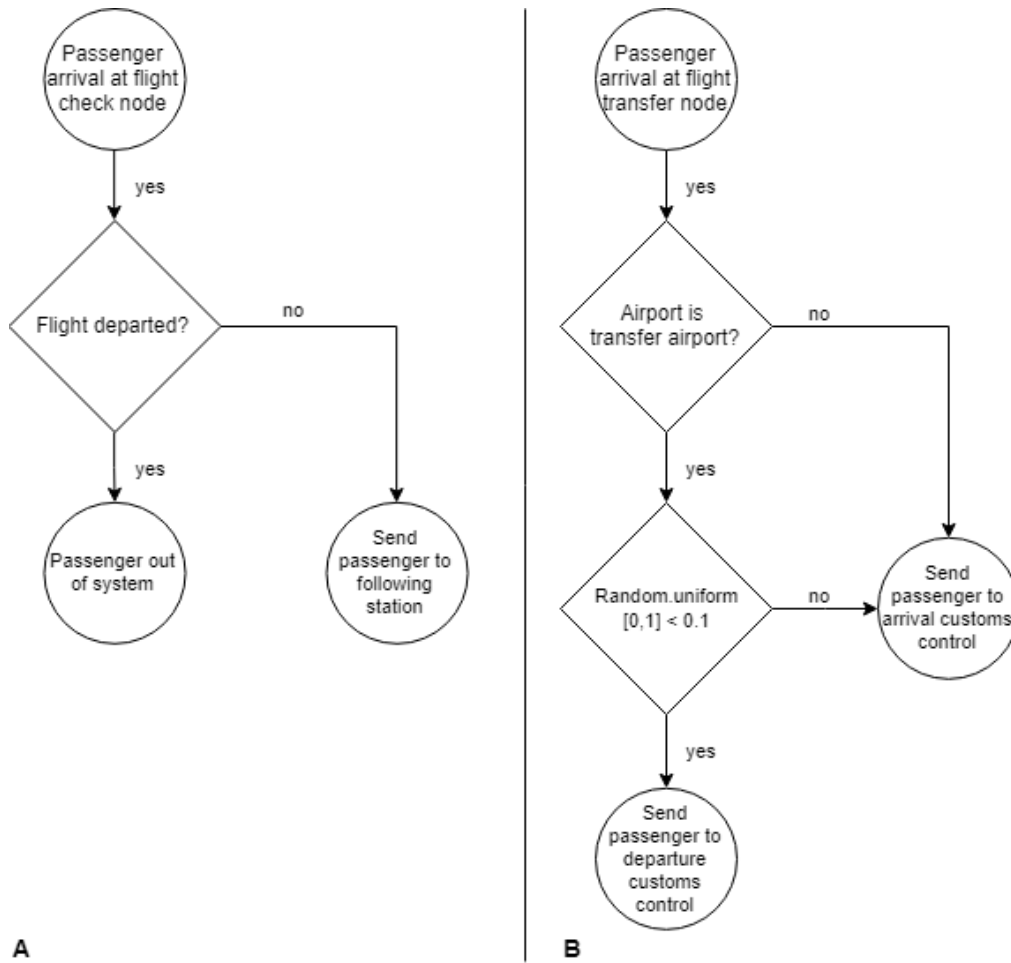 Passenger
arrival at flight
check node
yes
Flight departed?
no
yes
Passenger out
of system
Send
passenger to
following
station
A
Passenger
arrival at flight
transfer node
yes
Airport is
transfer airport?
no
yes
Random.uniform
[0,1] < 0.1
no
Send
passenger to
arrival customs
control
yes
Send
passenger to
departure
customs
control
B